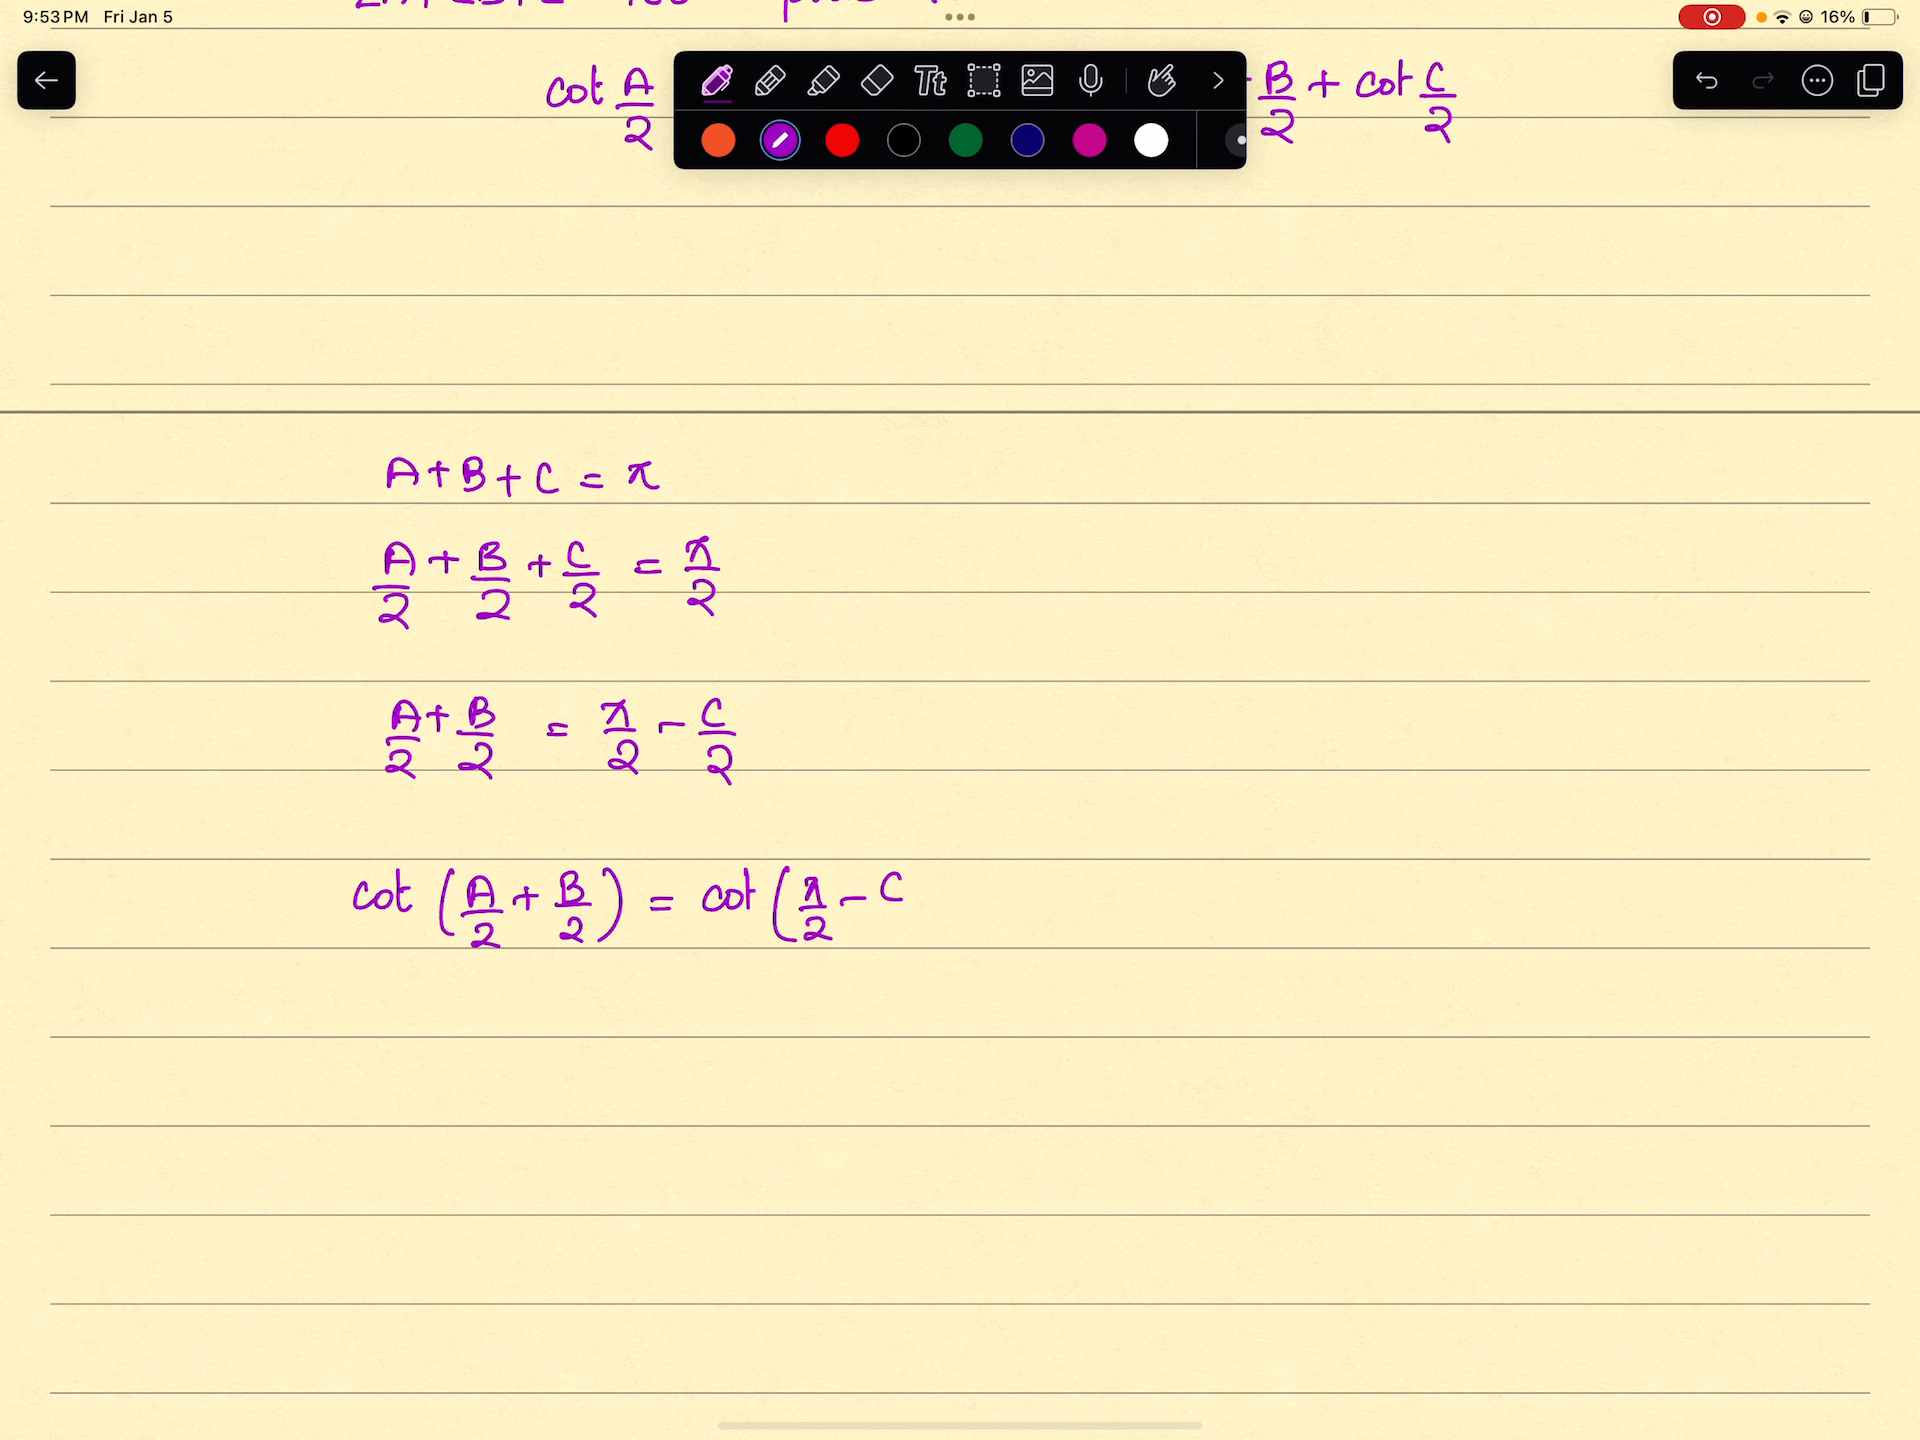 9:53 PM Fri Jan 5
16%
cot A/2
B/2 + cot C/2
Tt
A + B + C = π
A/2 + B/2 + C/2 = π/2
A/2 + B/2 = π/2 - C/2
cot (A/2 + B/2) = cot (π/2 - C